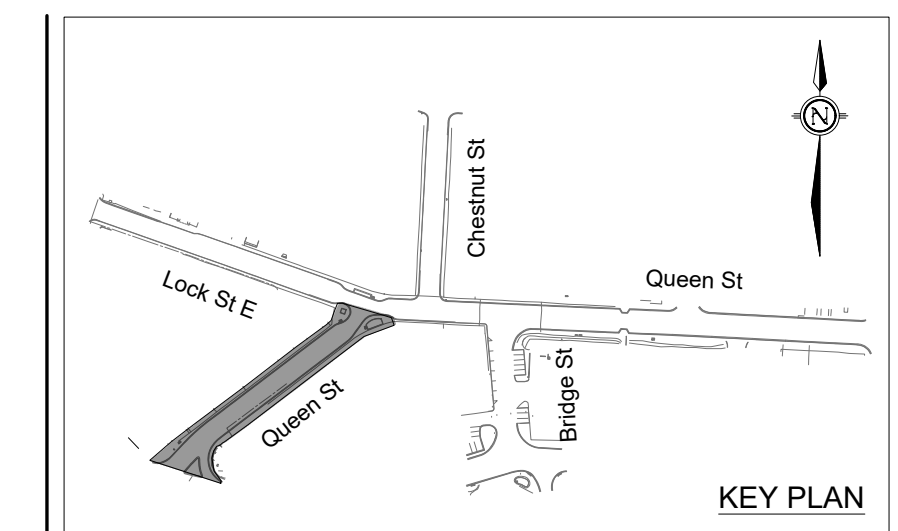 N
Chestnut St
Queen St
Lock St E
Queen St
Bridge St
KEY PLAN